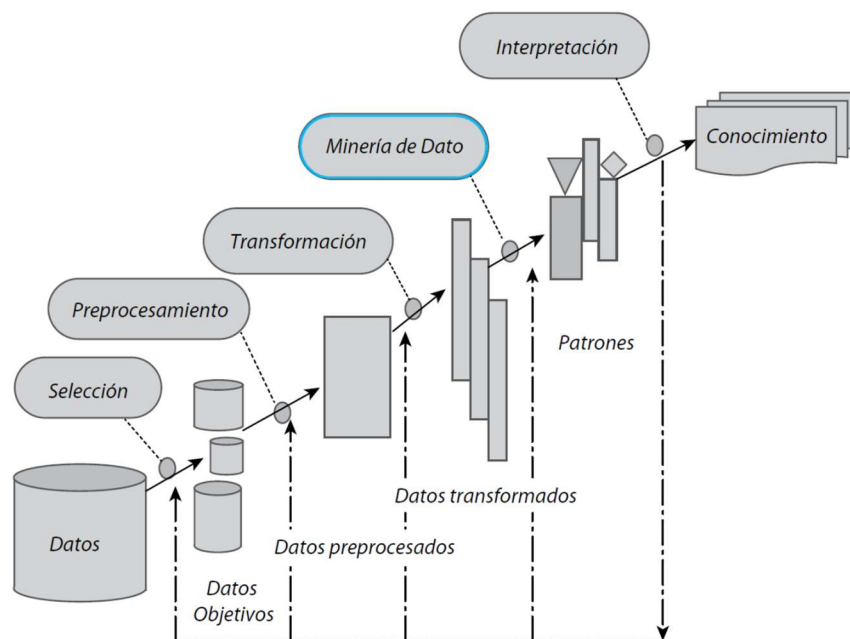 Interpretación
Conocimiento
Minería de Dato
Transformación
Preprocesamiento
Patrones
Selección
Datos transformados
Datos
Datos preprocesados
Datos
Objetivos